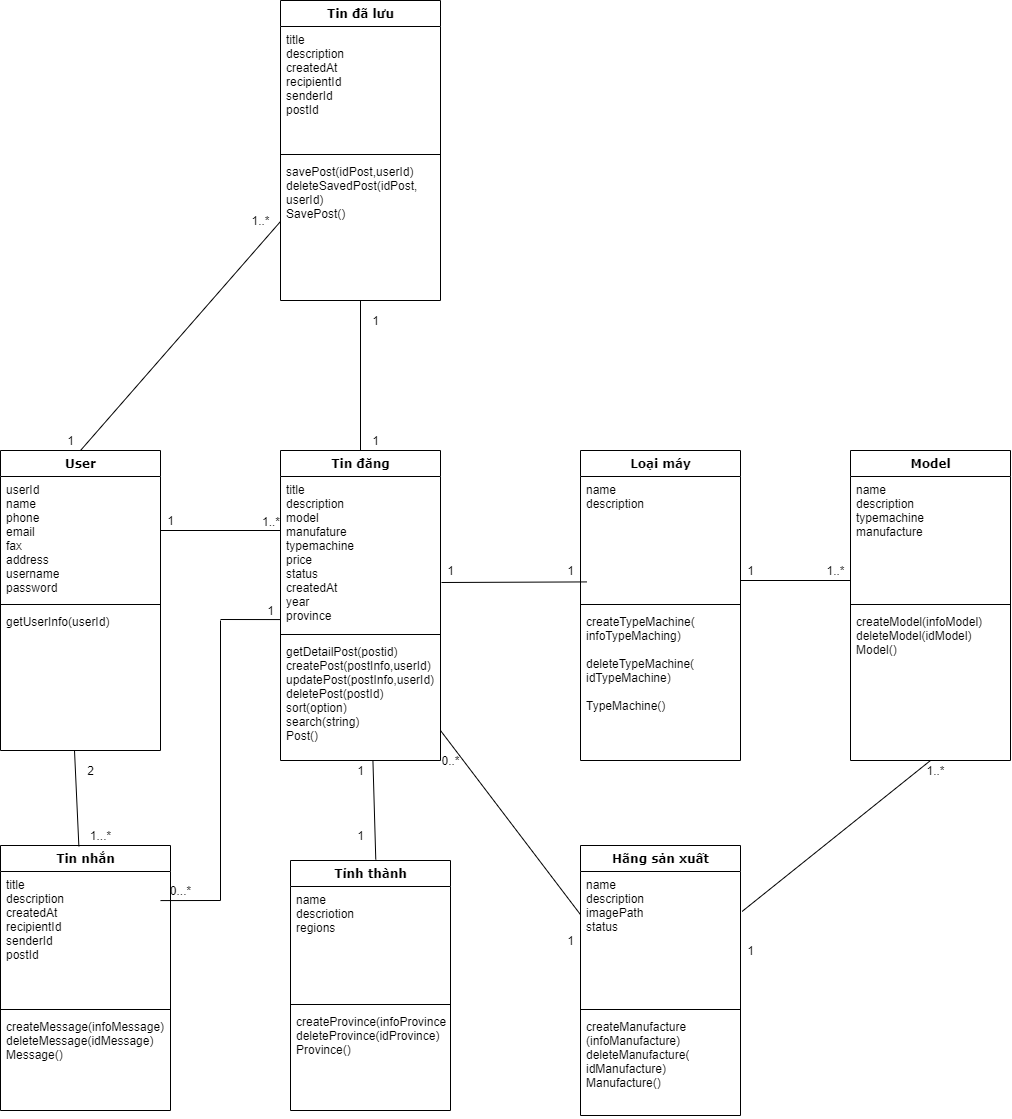 Tin đã lưu
title
description
createdAt
recipientId
senderId
postId
savePost(idPost,userId)
deleteSavedPost(idPost,
userId)
SavePost()
1..*
1
1
1
User
userId
name
phone
email
fax
address
username
password
getUserInfo(userId)
1
1..*
1
Tin đăng
title
description
model
manufature
typemachine
price
status
createdAt
year
province
getDetailPost(postid)
createPost(postInfo,userId)
updatePost(postInfo,userId)
deletePost(postId)
sort(option)
search(string)
Post()
1
1
Loại máy
name
description
createTypeMachine(
infoTypeMaching)
deleteTypeMachine(
idTypeMachine)
TypeMachine()
1
1..*
Model
name
description
typemachine
manufacture
createModel(infoModel)
deleteModel(idModel)
Model()
2
1...*
0...*
1
1
0..*
1
1..*
1
Tin nhắn
title
description
createdAt
recipientId
senderId
postId
createMessage(infoMessage)
deleteMessage(idMessage)
Message()
Tỉnh thành
name
descriotion
regions
createProvince(infoProvince
deleteProvince(idProvince)
Province()
Hãng sản xuất
name
description
imagePath
status
createManufacture
(infoManufacture)
deleteManufacture(
idManufacture)
Manufacture()